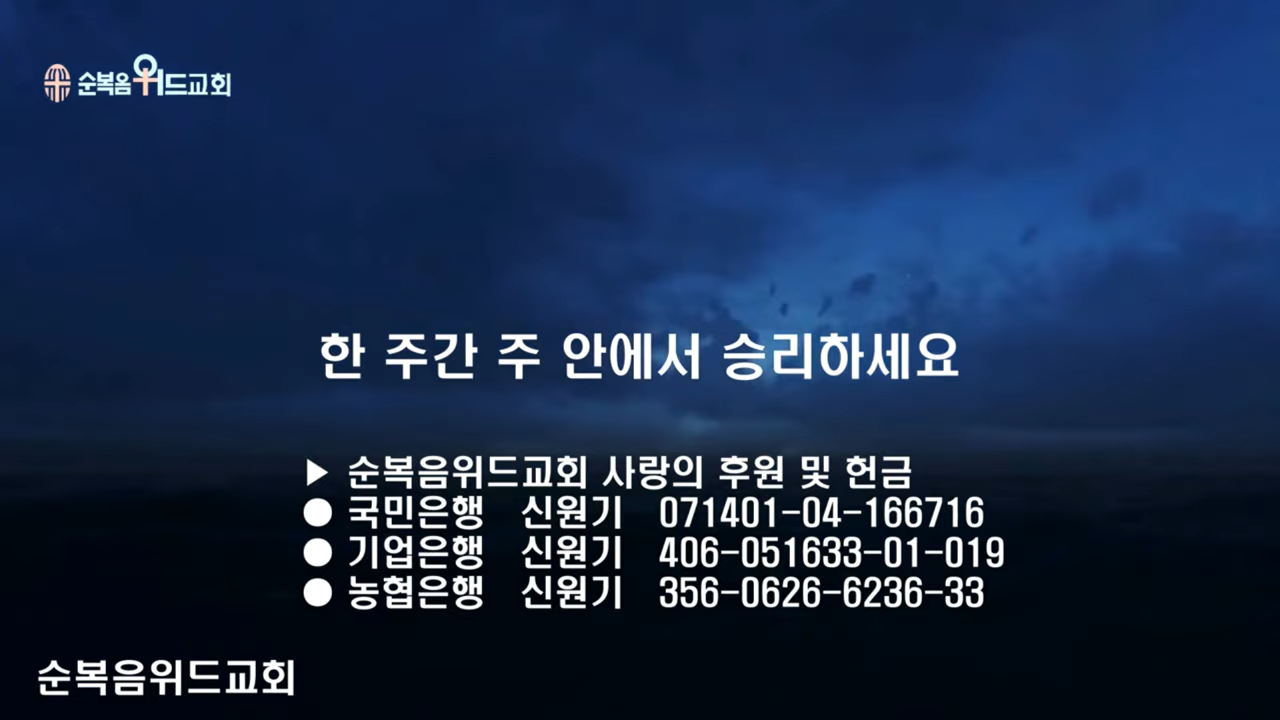 순복음위드교회
한 주간 주 안에서 승리하세요
▶ 순복음위드교회 사랑의 후원 및 헌금
● 국민은행 신원기 071401-04-166716
● 기업은행 신원기 406-051633-01-019
● 농협은행 신원기 356-0626-6236-33
순복음위드교회